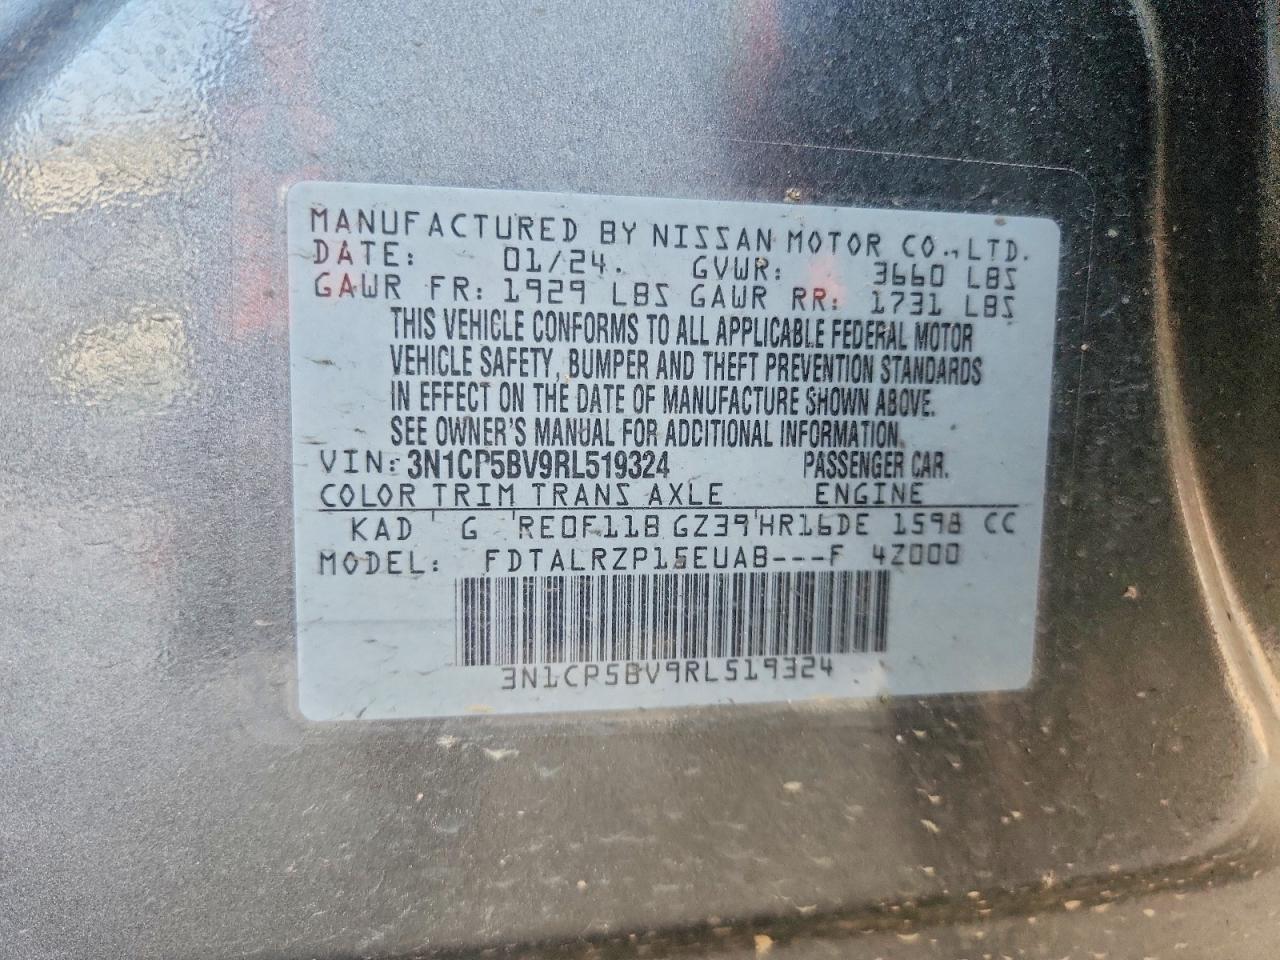 MANUFACTURED BY NISSAN MOTOR CO., LTD.
DATE: 01/24. GVWR: 3660 LBS
GAWR FR: 1929 LBS GAWR RR: 1731 LBS
THIS VEHICLE CONFORMS TO ALL APPLICABLE FEDERAL MOTOR
VEHICLE SAFETY, BUMPER AND THEFT PREVENTION STANDARDS
IN EFFECT ON THE DATE OF MANUFACTURE SHOWN ABOVE.
SEE OWNER'S MANUAL FOR ADDITIONAL INFORMATION.
VIN: 3N1CP5BV9RL519324 PASSENGER CAR.
COLOR TRIM TRANS AXLE ENGINE
KAD G RE0F11B GZ39 HR16DE 1598 CC
MODEL: FDTALRZP15EUAB---F 4Z000
3N1CP5BV9RL519324